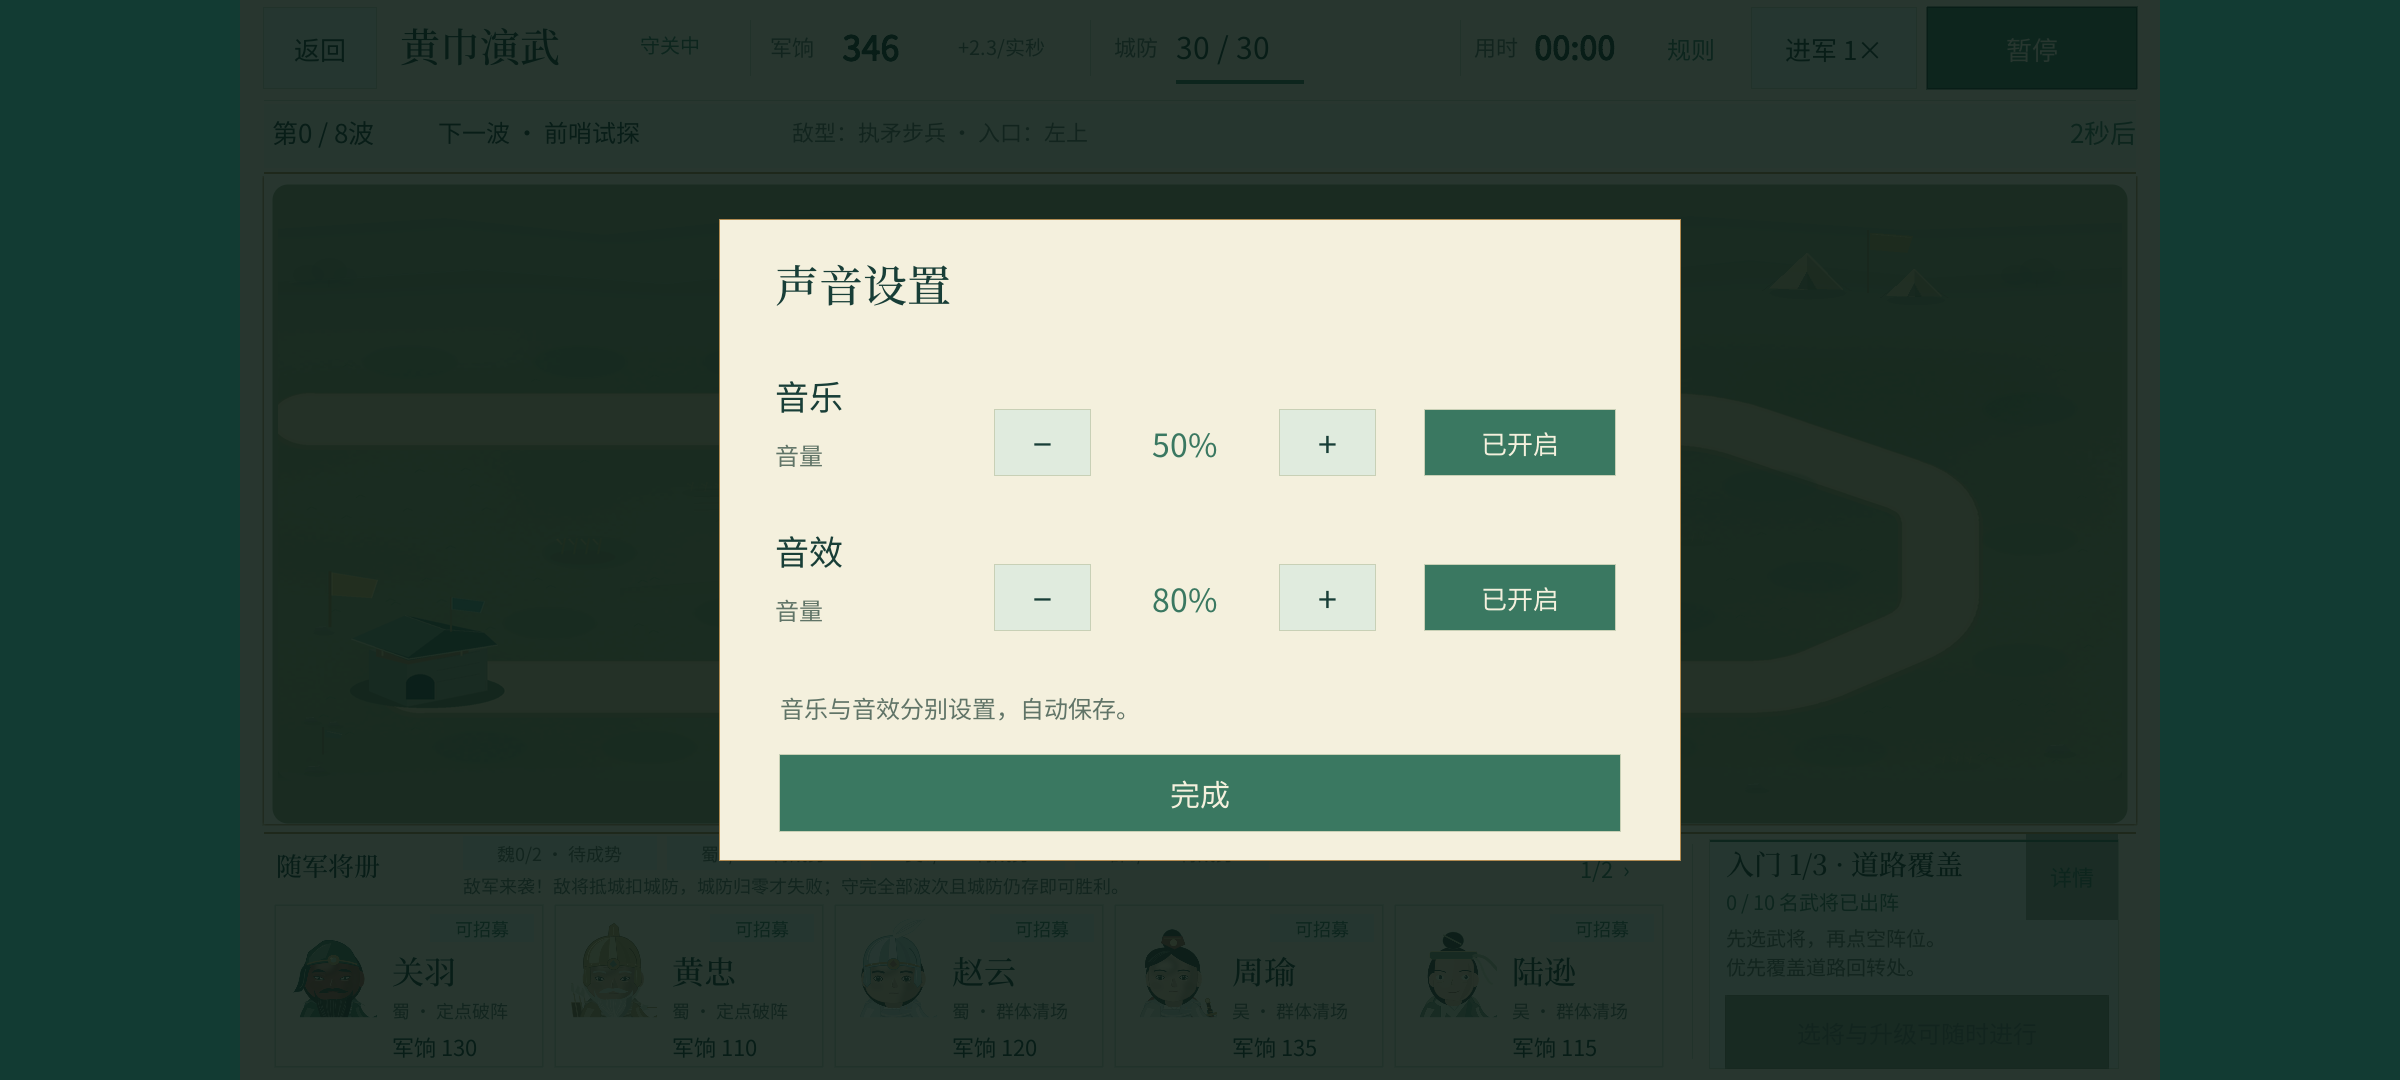 返回
黄巾演武
守关中
军饷 346 +2.3/实秒
城防 30 / 30
用时 00:00
规则
进军 1×
暂停
第0 / 8波
下一波 · 前哨试探
敌型：执矛步兵 · 入口：左上
2秒后
声音设置
音乐
音量
− 50% + 已开启
音效
音量
− 80% + 已开启
音乐与音效分别设置，自动保存。
完成
随军将册
魏0/2 · 待成势
蜀
1/2 ›
敌军来袭！敌将抵城扣城防，城防归零才失败；守完全部波次且城防仍存即可胜利。
可招募
关羽
蜀 · 定点破阵
军饷 130
可招募
黄忠
蜀 · 定点破阵
军饷 110
可招募
赵云
蜀 · 群体清场
军饷 120
可招募
周瑜
吴 · 群体清场
军饷 135
可招募
陆逊
吴 · 群体清场
军饷 115
入门 1/3 · 道路覆盖
详情
0 / 10 名武将已出阵
先选武将，再点空阵位。
优先覆盖道路回转处。
选将与升级可随时进行